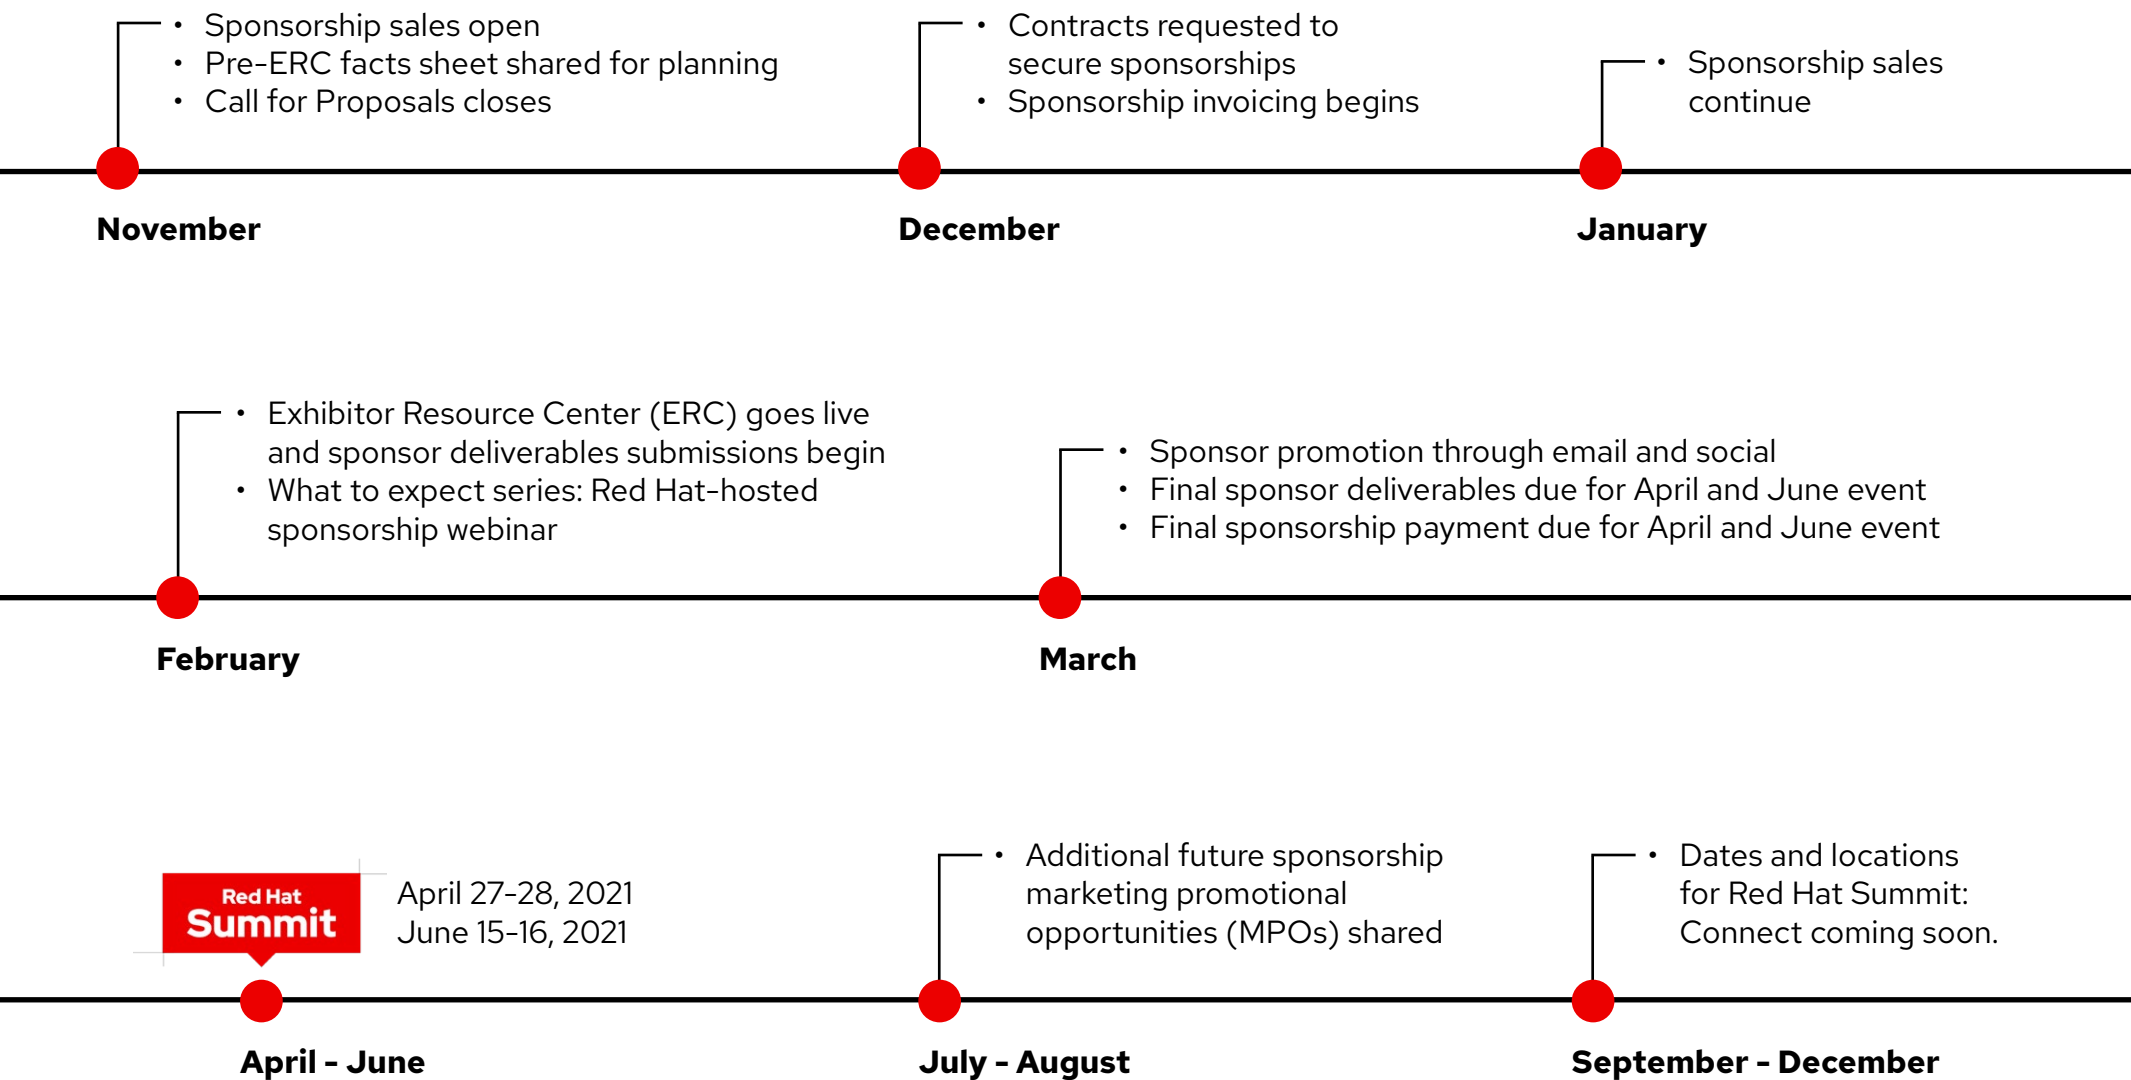 • Sponsorship sales open
• Pre-ERC facts sheet shared for planning
• Call for Proposals closes
• Contracts requested to
secure sponsorships
• Sponsorship invoicing begins
• Sponsorship sales
continue
November
December
January
• Exhibitor Resource Center (ERC) goes live
and sponsor deliverables submissions begin
• What to expect series: Red Hat-hosted
sponsorship webinar
• Sponsor promotion through email and social
• Final sponsor deliverables due for April and June event
• Final sponsorship payment due for April and June event
February
March
Red Hat
Summit
April 27-28, 2021
June 15-16, 2021
• Additional future sponsorship
marketing promotional
opportunities (MPOs) shared
• Dates and locations
for Red Hat Summit:
Connect coming soon.
April - June
July - August
September - December